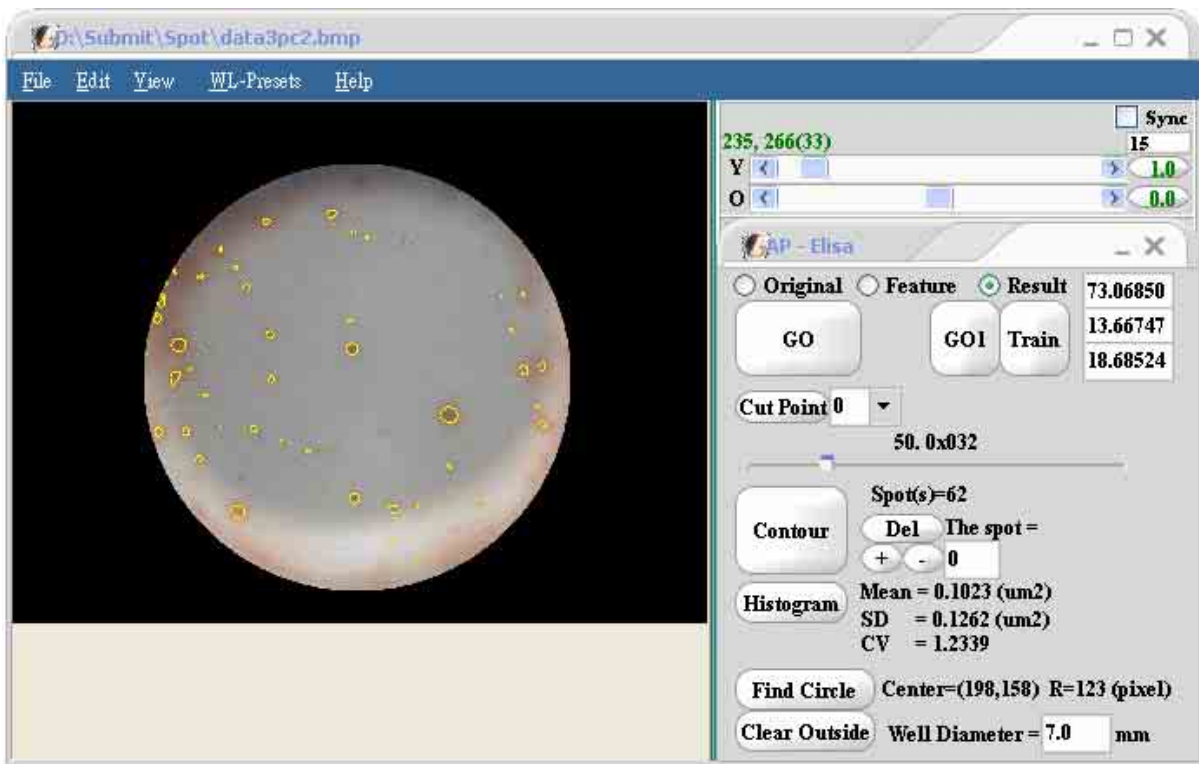 D:\Submit\Spot\data3pc2.bmp
File Edit View WL-Presets Help
Sync
235, 266(33) 15
Y 1.0
O 0.0
AP - Elisa
Original Feature Result 73.06850
GO GO1 Train 13.66747
18.68524
Cut Point 0
50. 0x032
Spot(s)=62
Contour Del The spot =
+ - 0
Histogram Mean = 0.1023 (um2)
SD = 0.1262 (um2)
CV = 1.2339
Find Circle Center=(198,158) R=123 (pixel)
Clear Outside Well Diameter = 7.0 mm